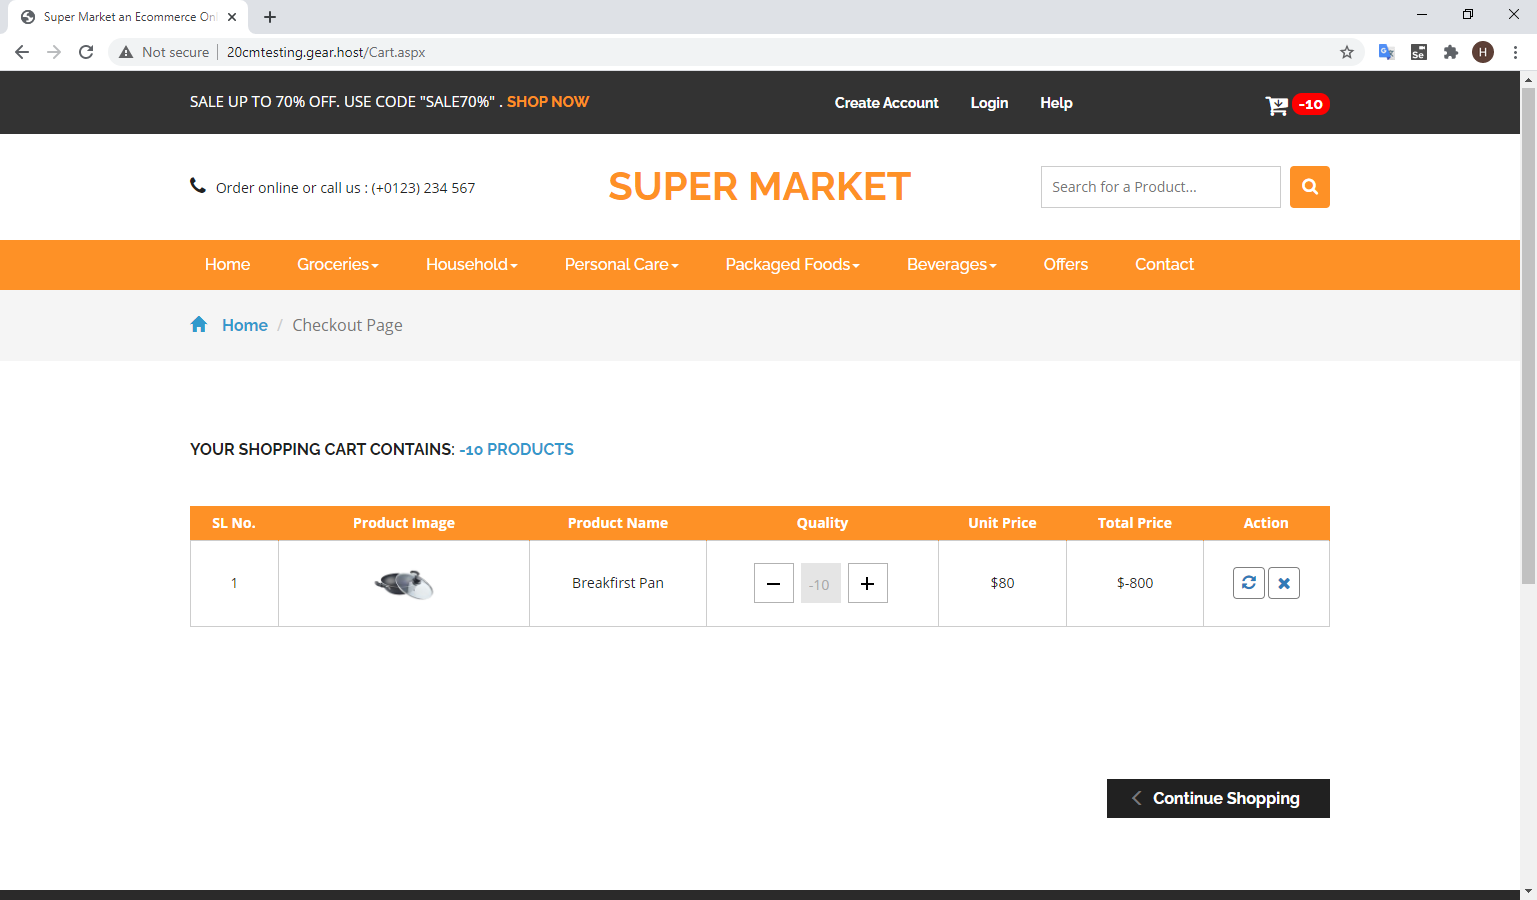 Super Market an Ecommerce Onl
Not secure 20cmtesting.gear.host/Cart.aspx
Se
H
SALE UP TO 70% OFF. USE CODE "SALE70%" . SHOP NOW
Create Account Login Help
-10
Order online or call us : (+0123) 234 567
SUPER MARKET
Search for a Product...
Home Groceries Household Personal Care Packaged Foods Beverages Offers Contact
Home / Checkout Page
YOUR SHOPPING CART CONTAINS: -10 PRODUCTS
SL No. Product Image Product Name Quality Unit Price Total Price Action
1 Breakfirst Pan -10 $80 $-800
Continue Shopping